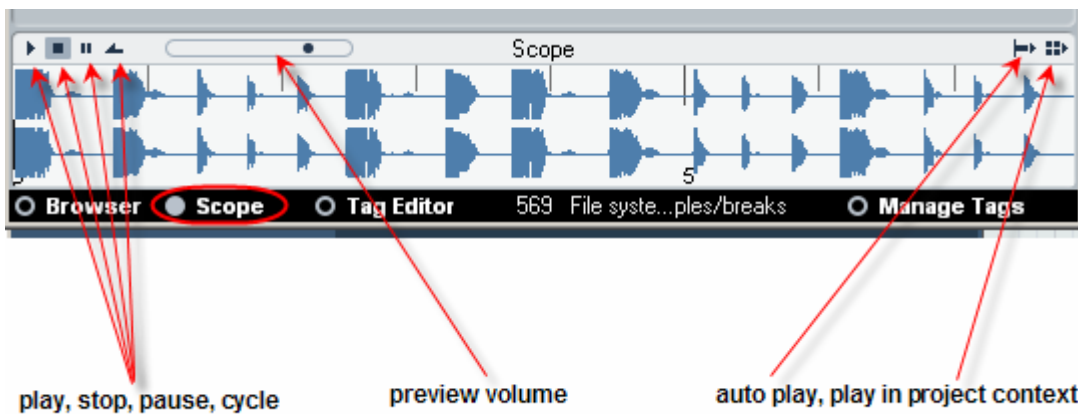 Scope
5
Browser Scope Tag Editor 569 File syste...ples/breaks Manage Tags
play, stop, pause, cycle
preview volume
auto play, play in project context